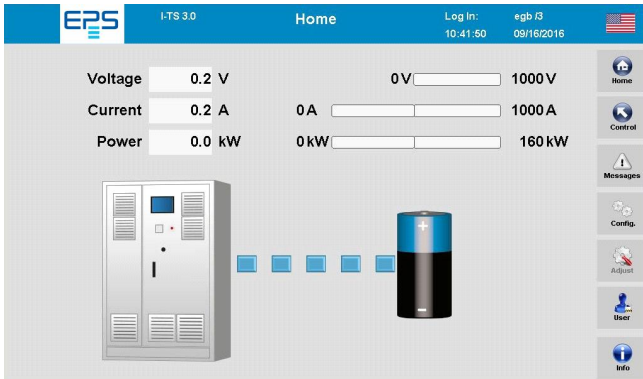 EPS
I-TS 3.0
Home
Log In:
egb /3
10:41:50
09/16/2016
Voltage 0.2 V
0 V 1000 V
Current 0.2 A
0 A 1000 A
Power 0.0 kW
0 kW 160 kW
+
-
Home
Control
Messages
Config.
Adjust
User
Info